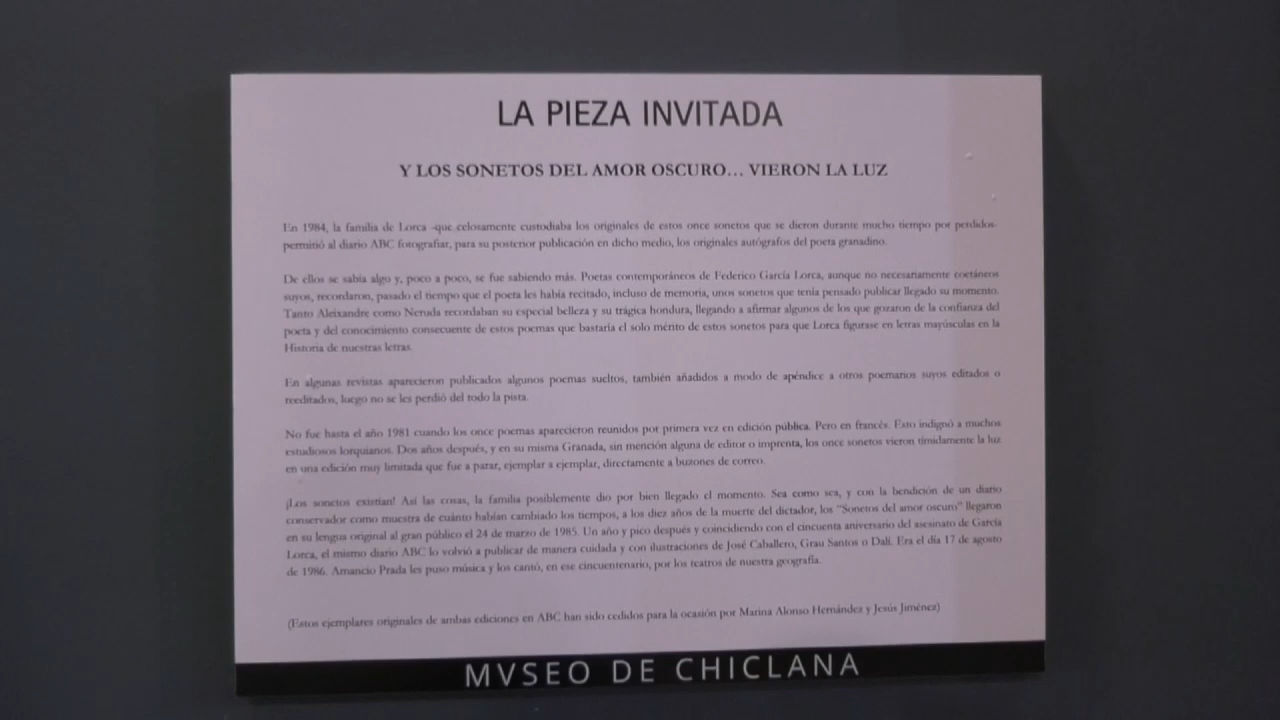 LA PIEZA INVITADA
Y LOS SONETOS DEL AMOR OSCURO… VIERON LA LUZ
En 1984, la familia de Lorca -que celosamente custodiaba los originales de estos once sonetos que se dieron durante mucho tiempo por perdidos-
permitió al diario ABC fotografiar, para su posterior publicación en dicho medio, los originales autógrafos del poeta granadino.
De ellos se sabía algo y, poco a poco, se fue sabiendo más. Poetas contemporáneos de Federico García Lorca, aunque no necesariamente coetáneos
suyos, recordaron, pasado el tiempo que el poeta les había recitado, incluso de memoria, unos sonetos que tenía pensado publicar llegado su momento.
Tanto Aleixandre como Neruda recordaban su especial belleza y su trágica hondura, llegando a afirmar algunos de los que gozaron de la confianza del
poeta y del conocimiento consecuente de estos poemas que bastaría el solo mérito de estos sonetos para que Lorca figurase en letras mayúsculas en la
Historia de nuestras letras.
En algunas revistas aparecieron publicados algunos poemas sueltos, también añadidos a modo de apéndice a otros poemarios suyos editados o
reeditados, luego no se les perdió del todo la pista.
No fue hasta el año 1981 cuando los once poemas aparecieron reunidos por primera vez en edición pública. Pero en francés. Esto indignó a muchos
estudiosos lorquianos. Dos años después, y en su misma Granada, sin mención alguna de editor o imprenta, los once sonetos vieron tímidamente la luz
en una edición muy limitada que fue a parar, ejemplar a ejemplar, directamente a buzones de correo.
¡Los sonetos existían! Así las cosas, la familia posiblemente dio por bien llegado el momento. Sea como sea, y con la bendición de un diario
conservador como muestra de cuánto habían cambiado los tiempos, a los diez años de la muerte del dictador, los "Sonetos del amor oscuro" llegaron
en su lengua original al gran público el 24 de marzo de 1985. Un año y pico después y coincidiendo con el cincuenta aniversario del asesinato de García
Lorca, el mismo diario ABC lo volvió a publicar de manera cuidada y con ilustraciones de José Caballero, Grau Santos o Dalí. Era el día 17 de agosto
de 1986. Amancio Prada les puso música y los cantó, en ese cincuentenario, por los teatros de nuestra geografía.
(Estos ejemplares originales de ambas ediciones en ABC han sido cedidos para la ocasión por Marina Alonso Hernández y Jesús Jiménez)
MVSEO DE CHICLANA